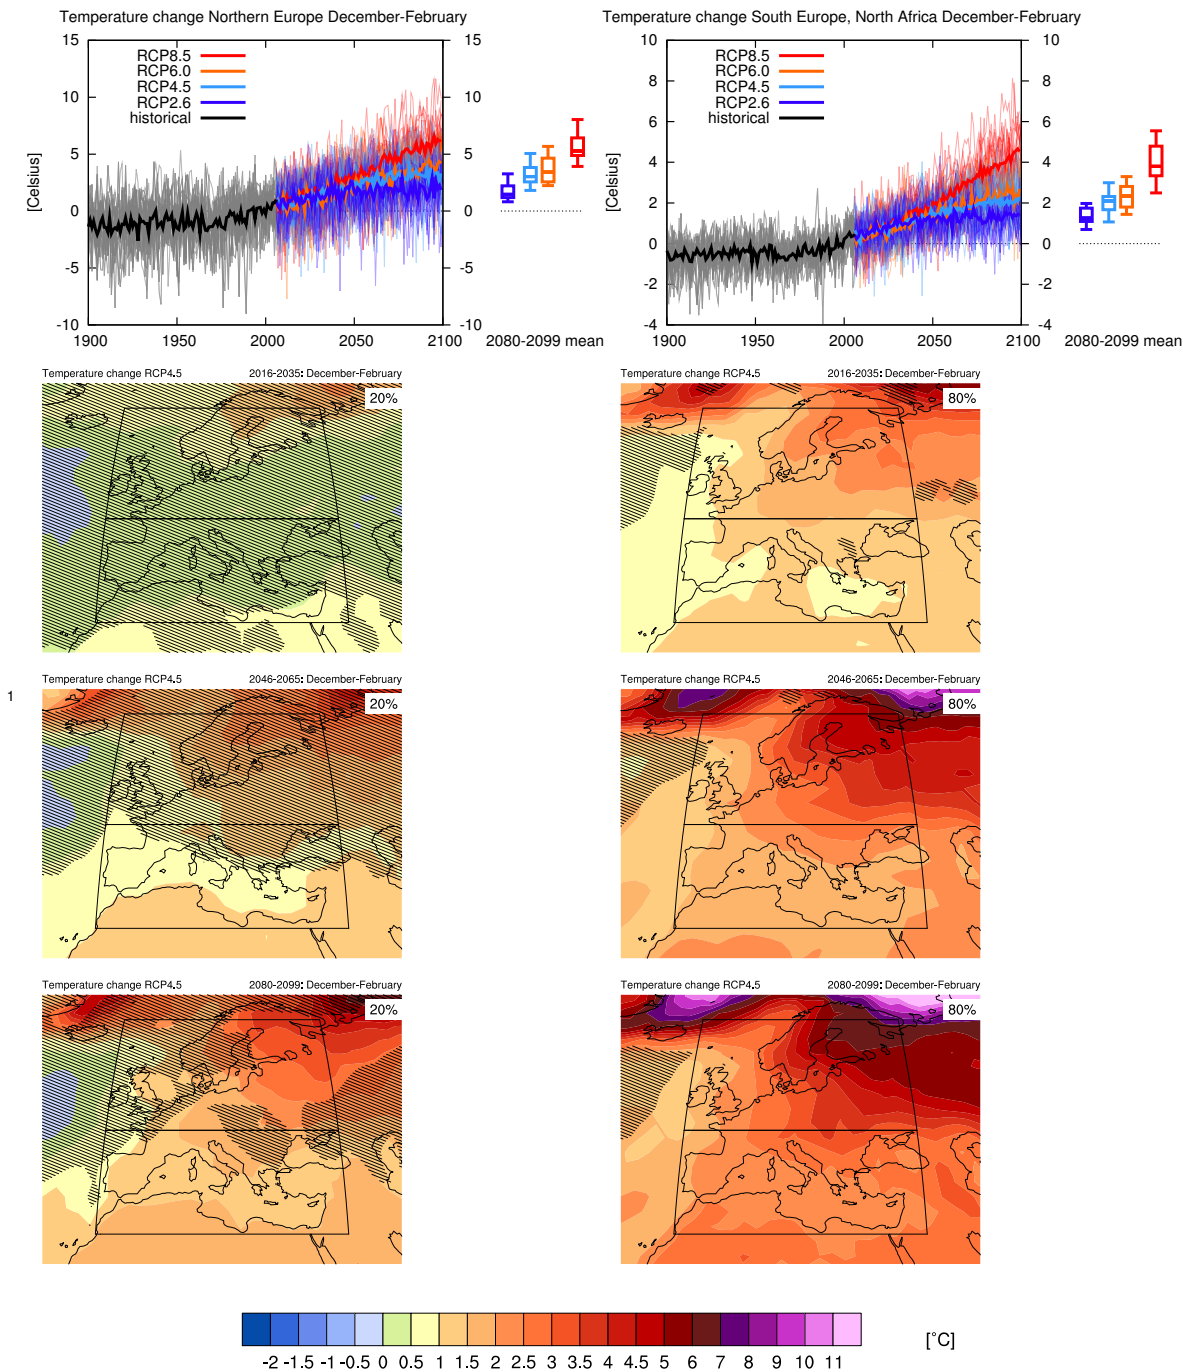 Temperature change Northern Europe December-February
Temperature change South Europe, North Africa December-February
15
10
5
0
-5
-10
[Celsius]
RCP8.5
RCP6.0
RCP4.5
RCP2.6
historical
1900
1950
2000
2050
2100
15
10
5
0
-5
-10
2080-2099 mean
10
8
6
4
2
0
-2
-4
[Celsius]
RCP8.5
RCP6.0
RCP4.5
RCP2.6
historical
1900
1950
2000
2050
2100
10
8
6
4
2
0
-2
-4
2080-2099 mean
Temperature change RCP4.5 2016-2035: December-February
20%
Temperature change RCP4.5 2016-2035: December-February
80%
1
Temperature change RCP4.5 2046-2065: December-February
20%
Temperature change RCP4.5 2046-2065: December-February
80%
Temperature change RCP4.5 2080-2099: December-February
20%
Temperature change RCP4.5 2080-2099: December-February
80%
-2 -1.5 -1 -0.5 0 0.5 1 1.5 2 2.5 3 3.5 4 4.5 5 6 7 8 9 10 11
[°C]